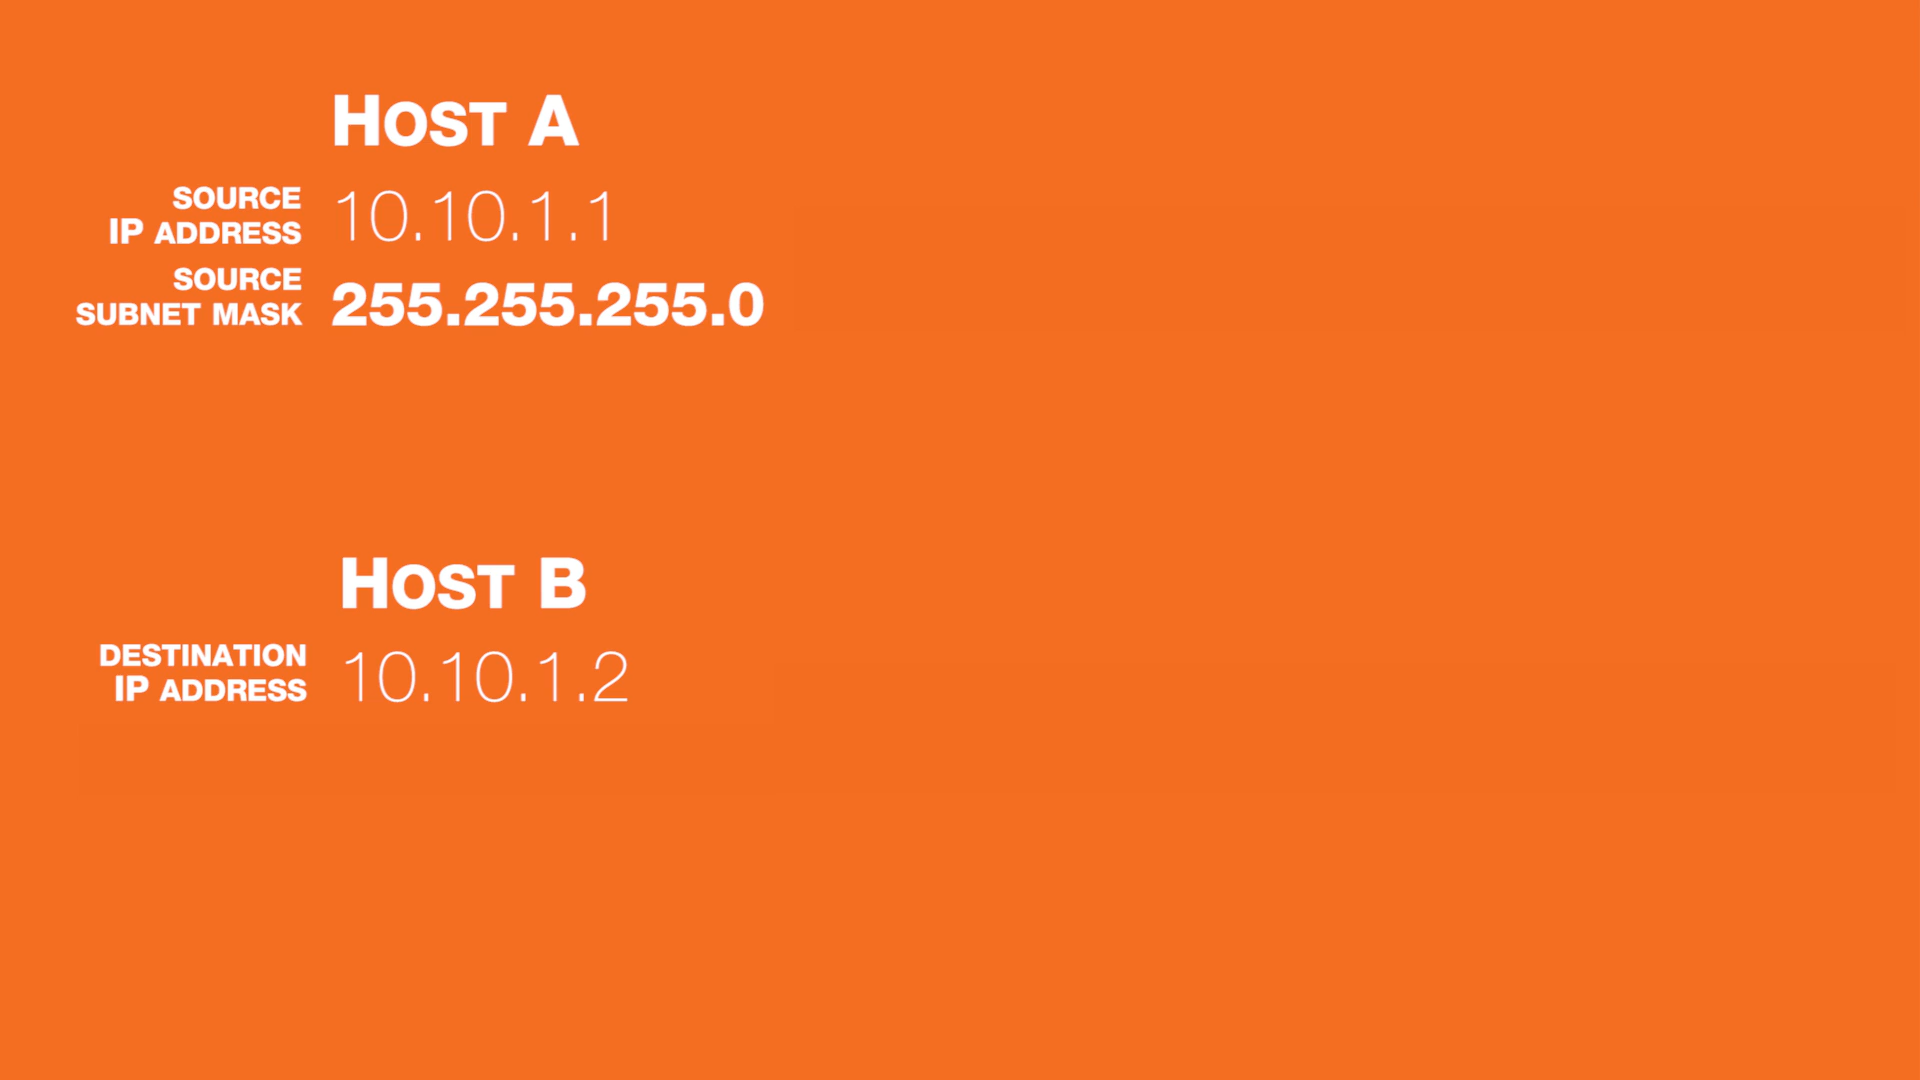 HOST A
SOURCE
IP ADDRESS
10.10.1.1
SOURCE
SUBNET MASK
255.255.255.0
HOST B
DESTINATION
IP ADDRESS
10.10.1.2